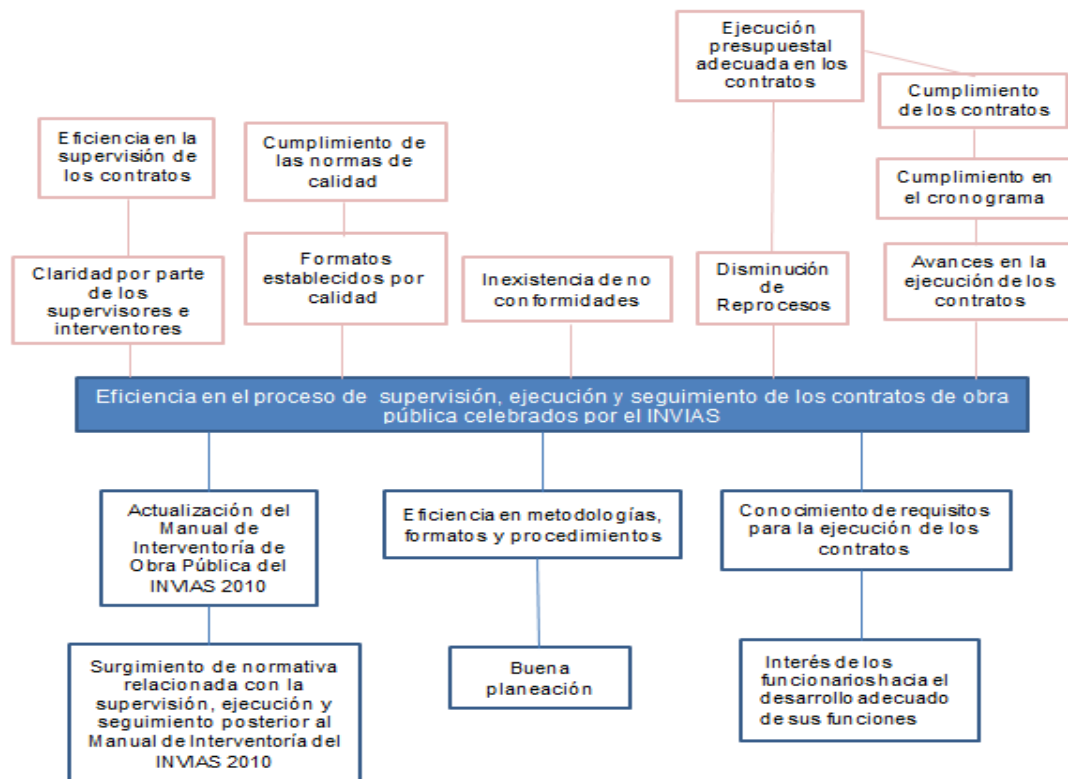 Ejecución
presupuestal
adecuada en los
contratos
Cumplimiento
de los contratos
Eficiencia en la
supervisión de
los contratos
Cumplimiento de
las normas de
calidad
Cumplimiento en
el cronograma
Claridad por parte
de los
supervisores e
interventores
Formatos
establecidos por
calidad
Inexistencia de no
conformidades
Disminución
de
Reprocesos
Avances en la
ejecución de los
contratos
Eficiencia en el proceso de supervisión, ejecución y seguimiento de los contratos de obra
pública celebrados por el INVIAS
Actualización del
Manual de
Interventoría de
Obra Pública del
INVIAS 2010
Eficiencia en metodologías,
formatos y procedimientos
Conocimiento de requisitos
para la ejecución de los
contratos
Surgimiento de normativa
relacionada con la
supervisión, ejecución y
seguimiento posterior al
Manual de Interventoría del
INVIAS 2010
Buena
planeación
Interés de los
funcionarios hacia el
desarrollo adecuado
de sus funciones